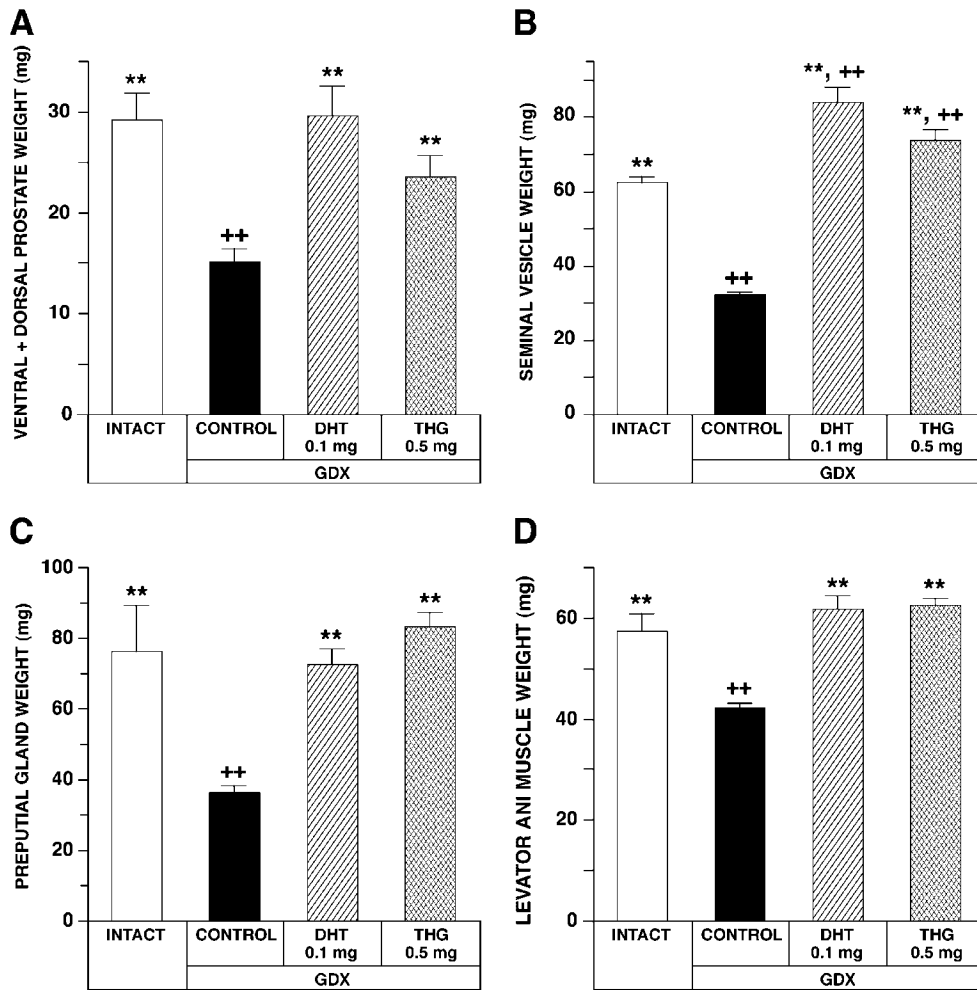 A
VENTRAL + DORSAL PROSTATE WEIGHT (mg)
30
20
10
0
**
++
**
**
INTACT
CONTROL
DHT
0.1 mg
THG
0.5 mg
GDX
B
SEMINAL VESICLE WEIGHT (mg)
80
60
40
20
0
**
++
**, ++
**, ++
INTACT
CONTROL
DHT
0.1 mg
THG
0.5 mg
GDX
C
PREPUTIAL GLAND WEIGHT (mg)
100
80
60
40
20
0
**
++
**
**
INTACT
CONTROL
DHT
0.1 mg
THG
0.5 mg
GDX
D
LEVATOR ANI MUSCLE WEIGHT (mg)
60
40
20
0
**
++
**
**
INTACT
CONTROL
DHT
0.1 mg
THG
0.5 mg
GDX